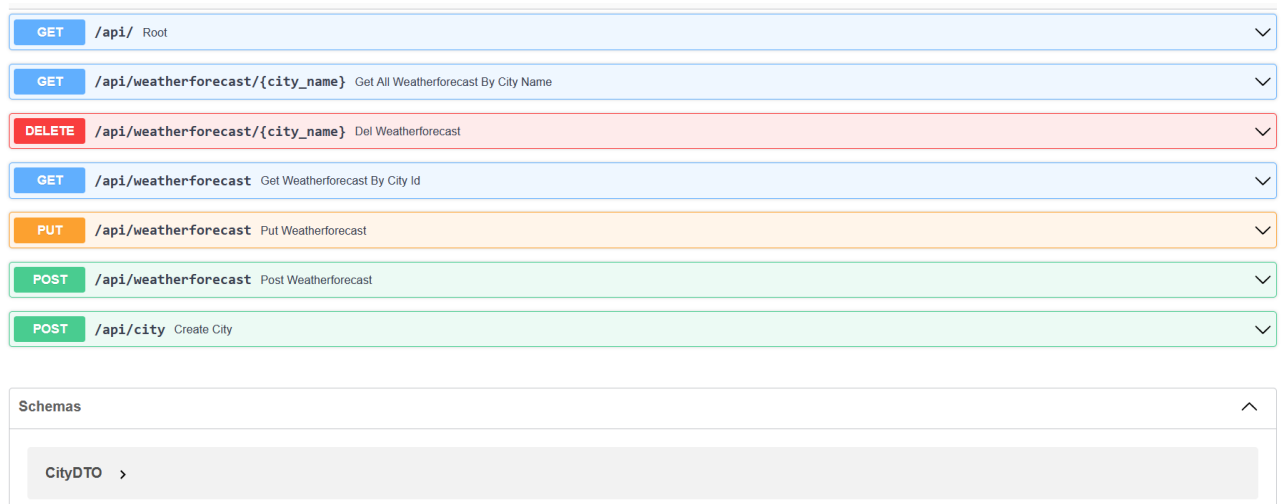 GET /api/ Root
GET /api/weatherforecast/{city_name} Get All Weatherforecast By City Name
DELETE /api/weatherforecast/{city_name} Del Weatherforecast
GET /api/weatherforecast Get Weatherforecast By City Id
PUT /api/weatherforecast Put Weatherforecast
POST /api/weatherforecast Post Weatherforecast
POST /api/city Create City
Schemas
CityDTO